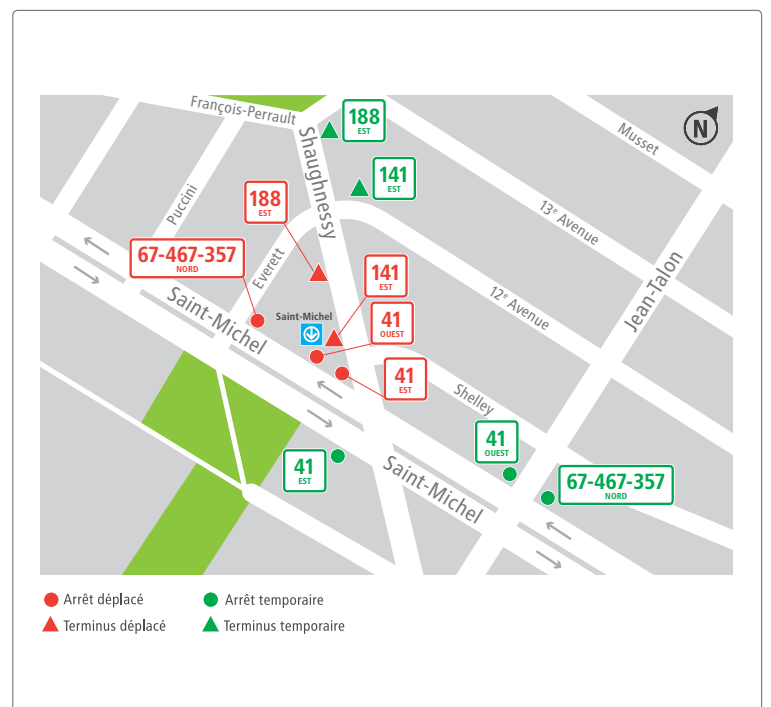 François-Perrault
188
EST
Musset
N
Shaughnessy
141
EST
Puccini
188
EST
13e Avenue
67-467-357
NORD
Everett
141
EST
Jean-Talon
12e Avenue
Saint-Michel
Saint-Michel
41
OUEST
41
EST
Shelley
41
OUEST
41
EST
Saint-Michel
67-467-357
NORD
Arrêt déplacé
Arrêt temporaire
Terminus déplacé
Terminus temporaire